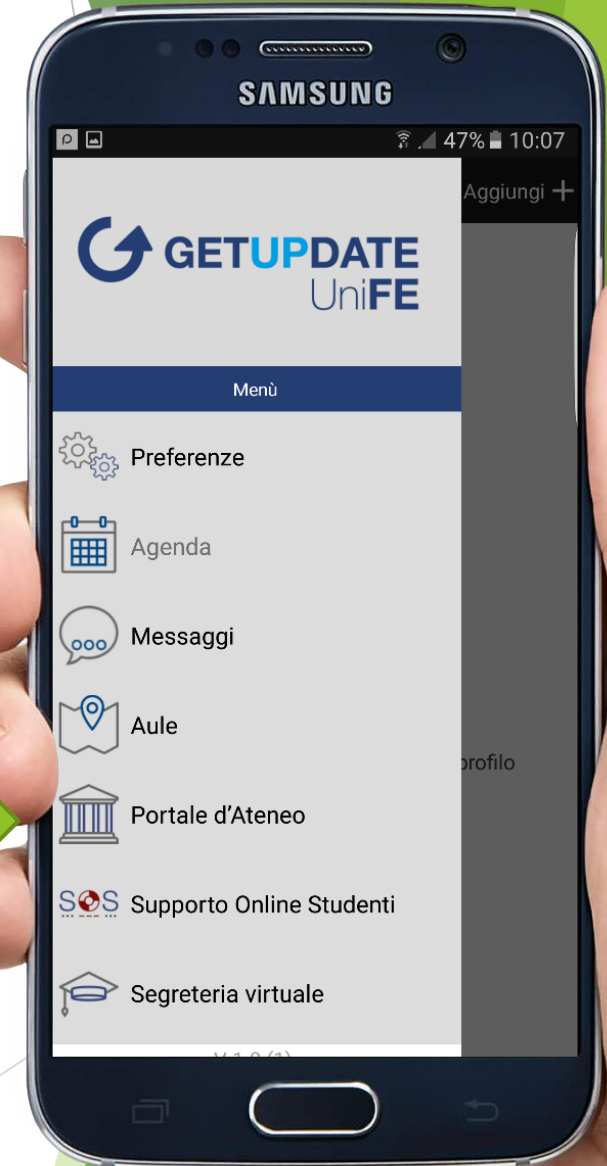 SAMSUNG
47% 10:07
Aggiungi +
GETUPDATE
UniFE
Menù
Preferenze
Agenda
Messaggi
Aule
profilo
Portale d'Ateneo
SOS Supporto Online Studenti
Segreteria virtuale